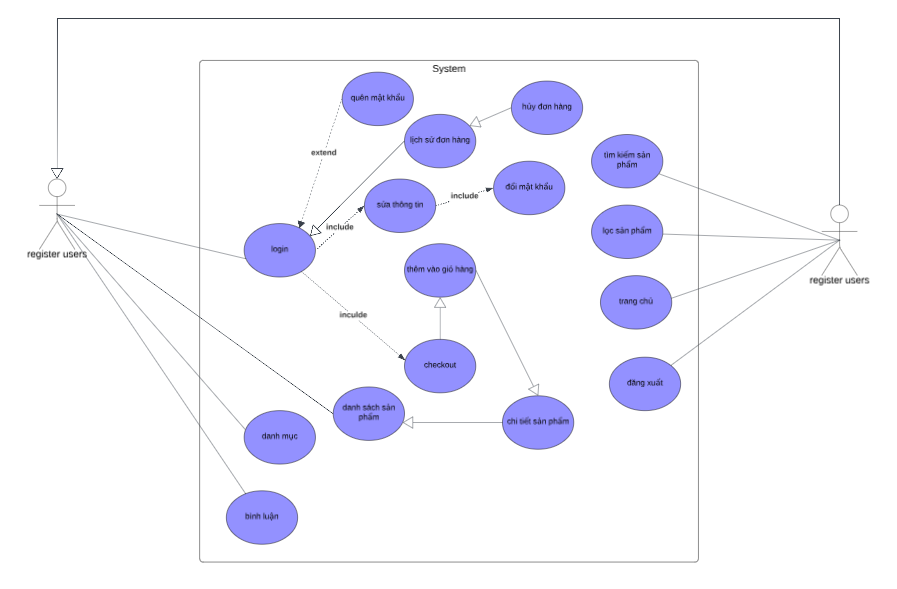 System
quên mật khẩu
hủy đơn hàng
lịch sử đơn hàng
extend
tìm kiếm sản
phẩm
đổi mật khẩu
include
sửa thông tin
include
login
lọc sản phẩm
register users
thêm vào giỏ hàng
register users
trang chủ
inculde
checkout
đăng xuất
danh sách sản
phẩm
chi tiết sản phẩm
danh mục
bình luận